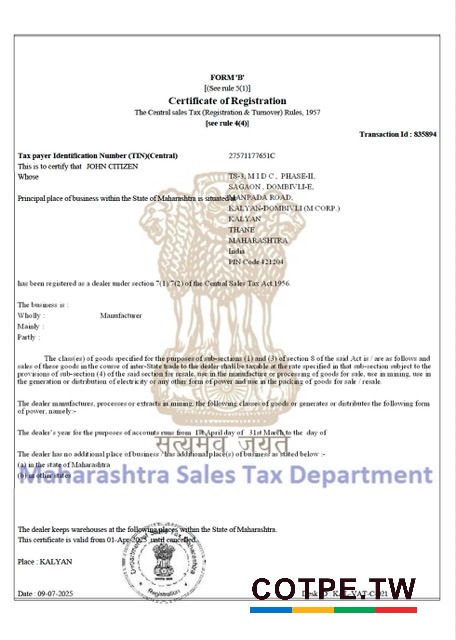 FORM 'B'
[(See rule 5(1)]
Certificate of Registration
The Central sales Tax (Registration & Turnover) Rules, 1957
[see rule 4(4)]
Transaction Id : 835894
Tax payer Identification Number (TIN)(Central) 27571177651C
This is to certify that JOHN CITIZEN
Whose T8-3, M I D C , PHASE-II,
SAGAON , DOMBIVLI-E,
Principal place of business within the State of Maharashtra is situated at MANPADA ROAD,
KALYAN-DOMBIVLI (M CORP.)
KALYAN
THANE
MAHARASHTRA
India
PIN Code 421204
has been registered as a dealer under section 7(1)/7(2) of the Central Sales Tax Act 1956.
The business is :
Wholly : Manufacturer
Mainly :
Partly :
The class(es) of goods specified for the purposes of sub-sections (1) and (3) of section 8 of the said Act is / are as follows and
sales of these goods in the course of inter-State trade to the dealer shall be taxable at the rate specified in that sub-section subject to the
provisions of sub-section (4) of the said section for resale, use in the manufacture or processing of goods for sale, use in mining, use in
the generation or distribution of electricity or any other form of power and use in the packing of goods for sale / resale.
The dealer manufactures, processes or extracts in mining, the following classes of goods or generates or distributes the following form
of power, namely:-
The dealer's year for the purposes of accounts runs from 1st April day of 31st March to the day of
सत्यमेव जयते
The dealer has no additional place of business / has additional place(s) of business as stated below :-
(a) in the state of Maharashtra
Maharashtra Sales Tax Department
(b) in other states
The dealer keeps warehouses at the following places within the State of Maharashtra.
This certificate is valid from 01-Apr-2025 until cancelled.
Department Sales Tax
Registration
Place : KALYAN
Date : 09-07-2025
COTPE.TW